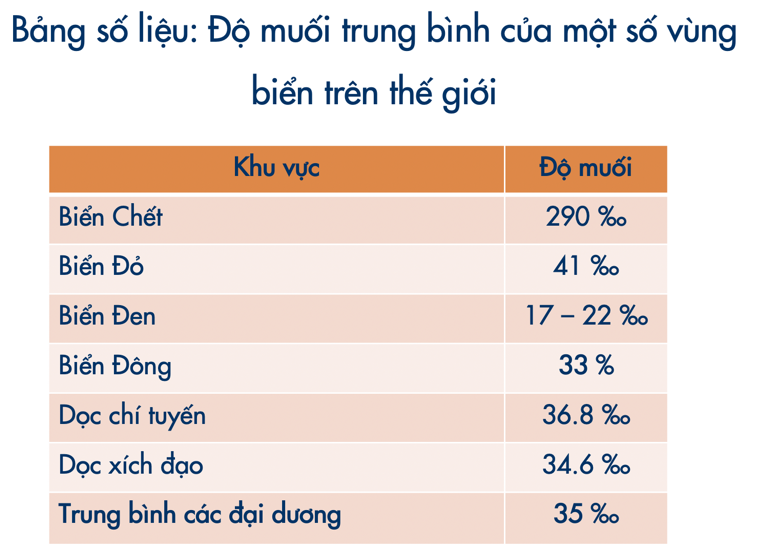 Bảng số liệu: Độ muối trung bình của một số vùng
biển trên thế giới
Khu vực Độ muối
Biển Chết 290 ‰
Biển Đỏ 41 ‰
Biển Đen 17 – 22 ‰
Biển Đông 33 %
Dọc chí tuyến 36.8 ‰
Dọc xích đạo 34.6 ‰
Trung bình các đại dương 35 ‰